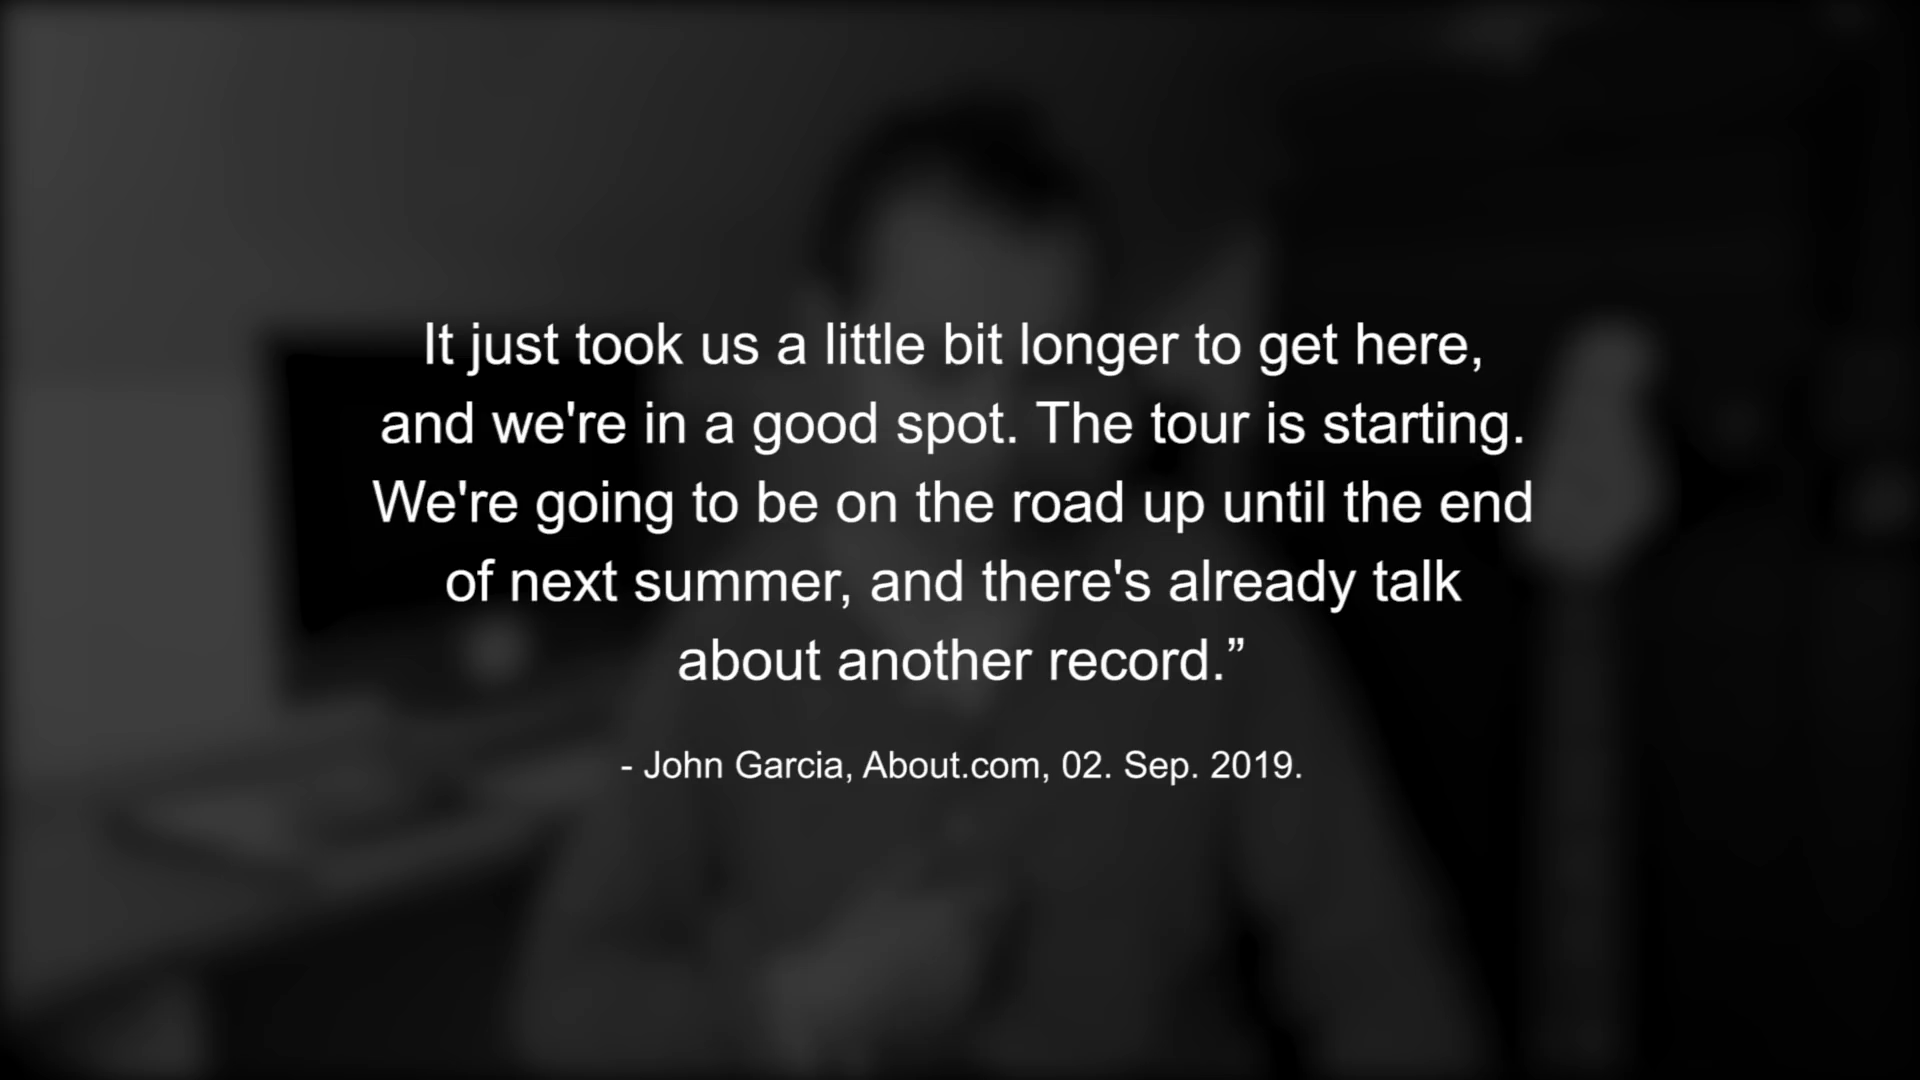 It just took us a little bit longer to get here,
and we're in a good spot. The tour is starting.
We're going to be on the road up until the end
of next summer, and there's already talk
about another record.”
- John Garcia, About.com, 02. Sep. 2019.